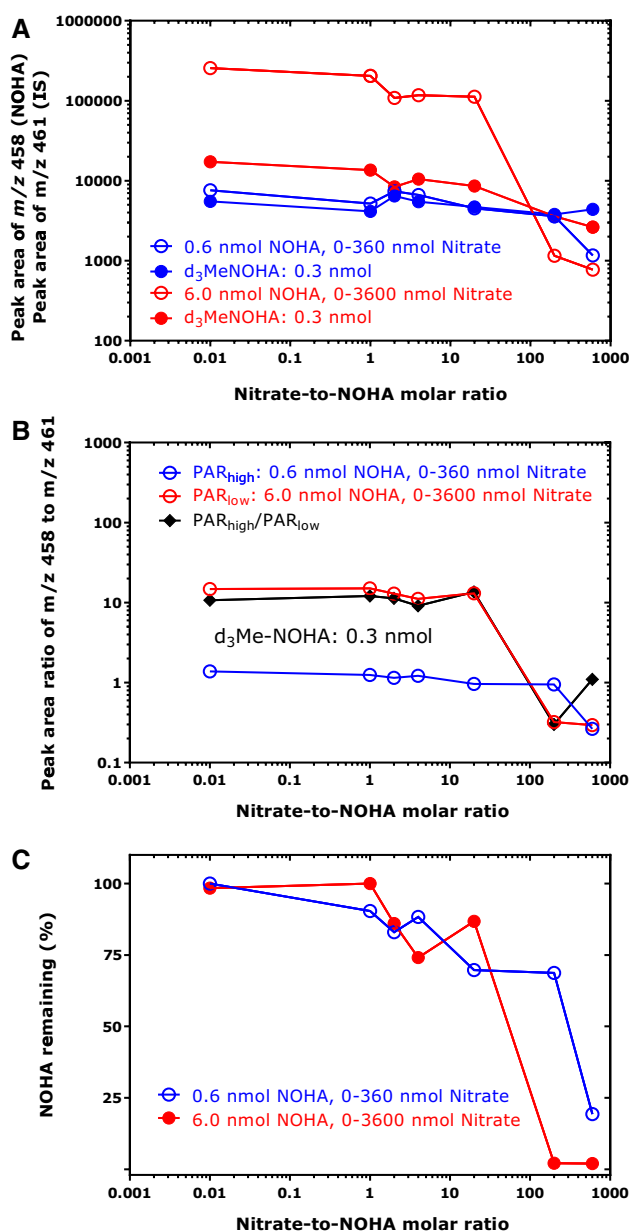 A
Peak area of m/z 458 (NOHA)
Peak area of m/z 461 (IS)
1000000
100000
10000
1000
100
0.6 nmol NOHA, 0-360 nmol Nitrate
d3MeNOHA: 0.3 nmol
6.0 nmol NOHA, 0-3600 nmol Nitrate
d3MeNOHA: 0.3 nmol
0.001 0.01 0.1 1 10 100 1000
Nitrate-to-NOHA molar ratio
B
Peak area ratio of m/z 458 to m/z 461
1000
100
10
1
0.1
PARhigh: 0.6 nmol NOHA, 0-360 nmol Nitrate
PARlow: 6.0 nmol NOHA, 0-3600 nmol Nitrate
PARhigh/PARlow
d3Me-NOHA: 0.3 nmol
0.001 0.01 0.1 1 10 100 1000
Nitrate-to-NOHA molar ratio
C
NOHA remaining (%)
100
75
50
25
0.6 nmol NOHA, 0-360 nmol Nitrate
6.0 nmol NOHA, 0-3600 nmol Nitrate
0.001 0.01 0.1 1 10 100 1000
Nitrate-to-NOHA molar ratio